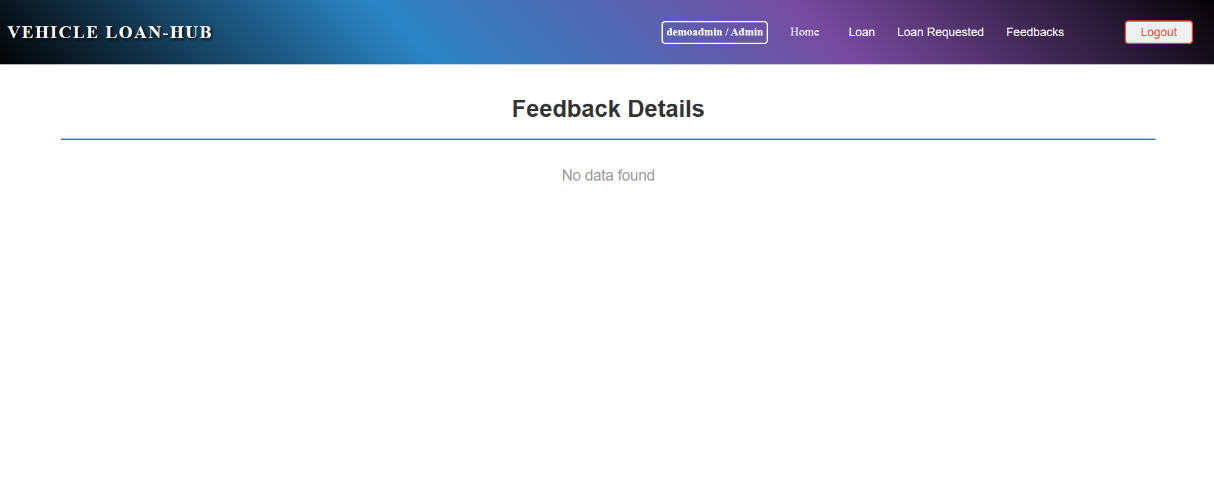 VEHICLE LOAN-HUB demoadmin / Admin Home Loan Loan Requested Feedbacks Logout
Feedback Details
No data found